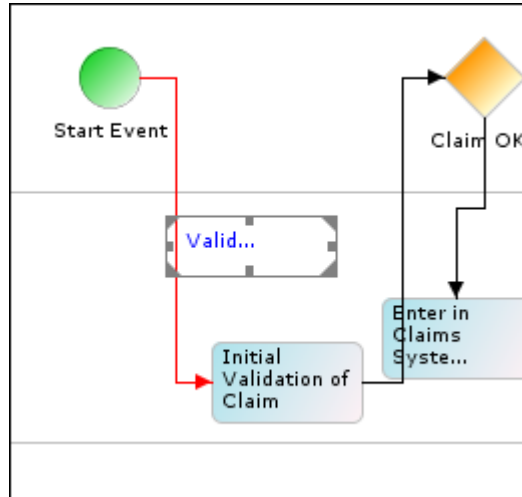 Start Event
Claim OK
Valid...
Enter in
Claims
Syste...
Initial
Validation of
Claim